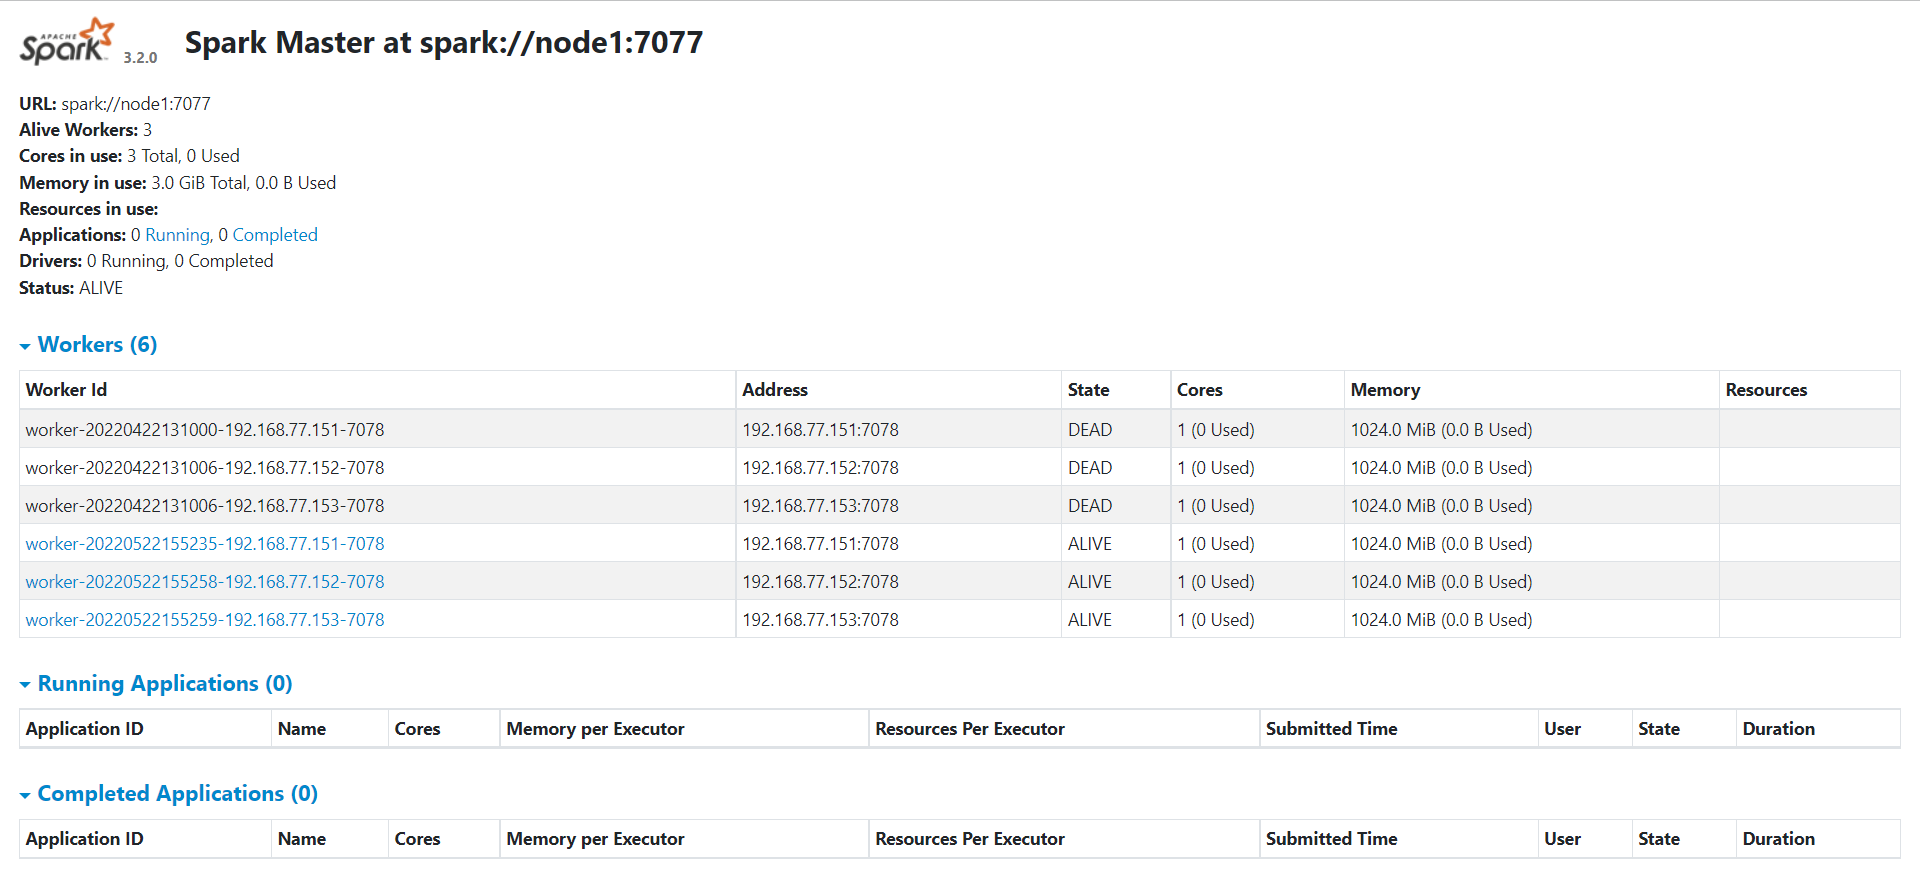 APACHE
Spark 3.2.0 Spark Master at spark://node1:7077
URL: spark://node1:7077
Alive Workers: 3
Cores in use: 3 Total, 0 Used
Memory in use: 3.0 GiB Total, 0.0 B Used
Resources in use:
Applications: 0 Running, 0 Completed
Drivers: 0 Running, 0 Completed
Status: ALIVE
Workers (6)
Worker Id Address State Cores Memory Resources
worker-20220422131000-192.168.77.151-7078 192.168.77.151:7078 DEAD 1 (0 Used) 1024.0 MiB (0.0 B Used)
worker-20220422131006-192.168.77.152-7078 192.168.77.152:7078 DEAD 1 (0 Used) 1024.0 MiB (0.0 B Used)
worker-20220422131006-192.168.77.153-7078 192.168.77.153:7078 DEAD 1 (0 Used) 1024.0 MiB (0.0 B Used)
worker-20220522155235-192.168.77.151-7078 192.168.77.151:7078 ALIVE 1 (0 Used) 1024.0 MiB (0.0 B Used)
worker-20220522155258-192.168.77.152-7078 192.168.77.152:7078 ALIVE 1 (0 Used) 1024.0 MiB (0.0 B Used)
worker-20220522155259-192.168.77.153-7078 192.168.77.153:7078 ALIVE 1 (0 Used) 1024.0 MiB (0.0 B Used)
Running Applications (0)
Application ID Name Cores Memory per Executor Resources Per Executor Submitted Time User State Duration
Completed Applications (0)
Application ID Name Cores Memory per Executor Resources Per Executor Submitted Time User State Duration